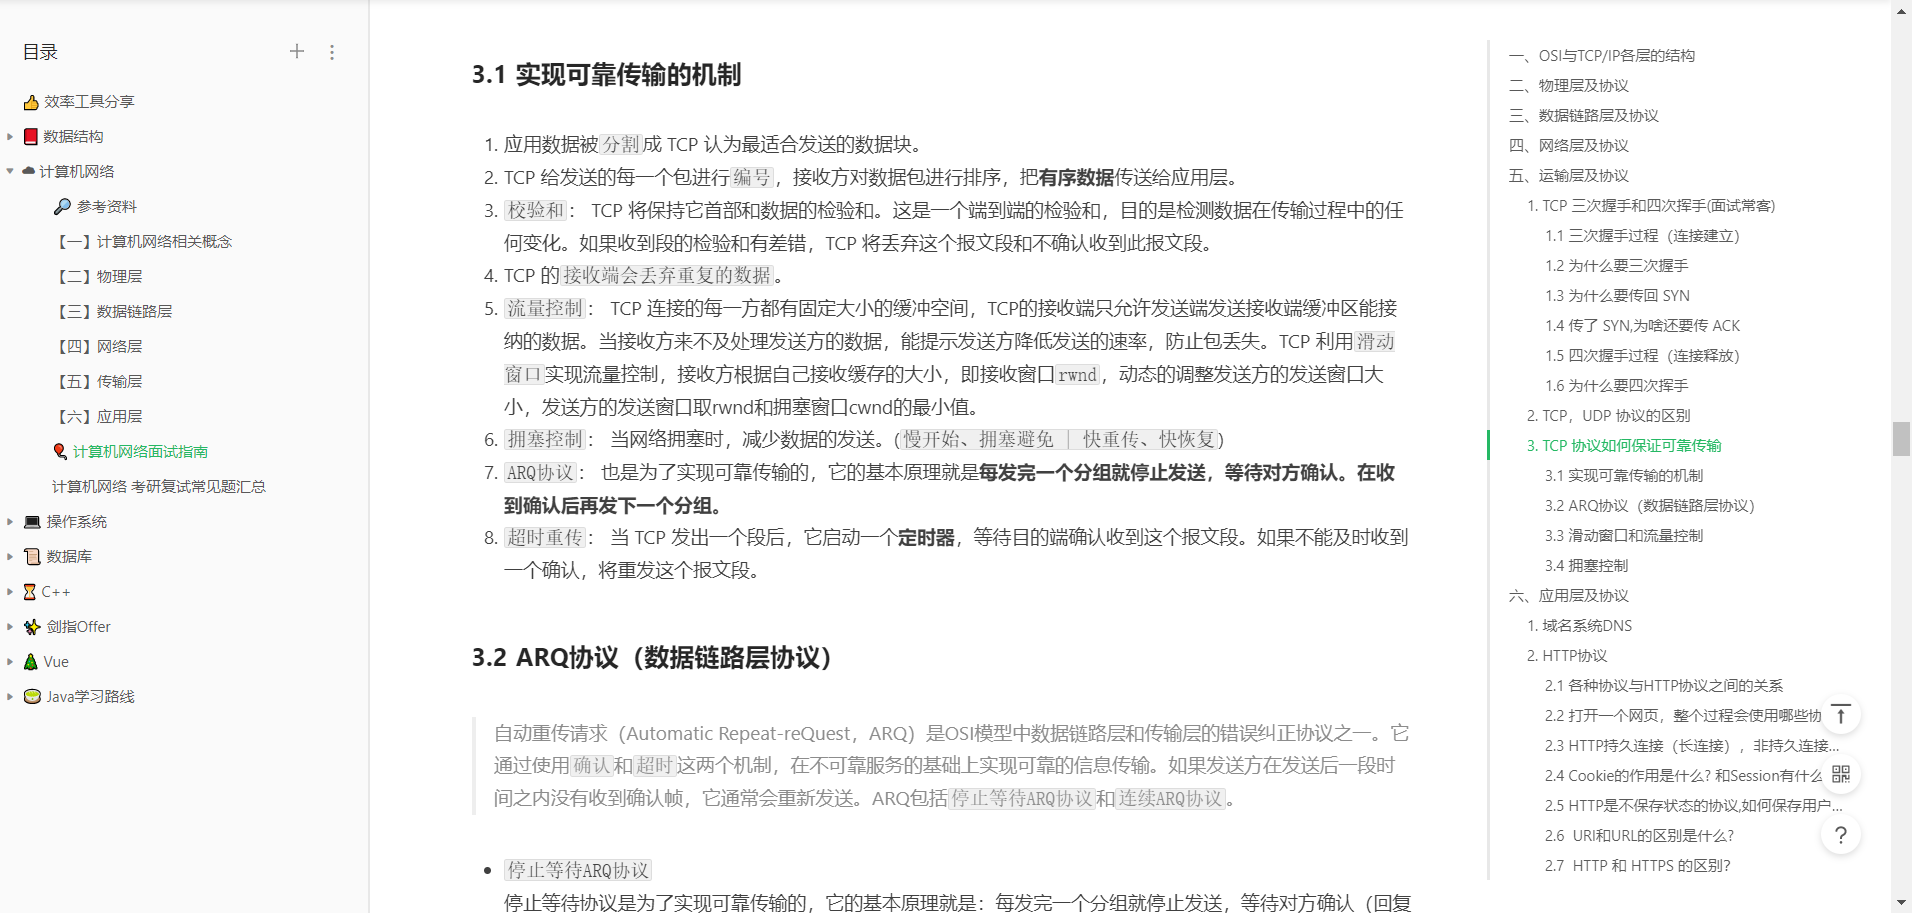 目录
效率工具分享
数据结构
计算机网络
参考资料
【一】计算机网络相关概念
【二】物理层
【三】数据链路层
【四】网络层
【五】传输层
【六】应用层
计算机网络面试指南
计算机网络 考研复试常见题汇总
操作系统
数据库
C++
剑指Offer
Vue
Java学习路线
3.1 实现可靠传输的机制
1. 应用数据被分割成 TCP 认为最适合发送的数据块。
2. TCP 给发送的每一个包进行编号，接收方对数据包进行排序，把有序数据传送给应用层。
3. 校验和： TCP 将保持它首部和数据的检验和。这是一个端到端的检验和，目的是检测数据在传输过程中的任
何变化。如果收到段的检验和有差错，TCP 将丢弃这个报文段和不确认收到此报文段。
4. TCP 的接收端会丢弃重复的数据。
5. 流量控制： TCP 连接的每一方都有固定大小的缓冲空间，TCP的接收端只允许发送端发送接收端缓冲区能接
纳的数据。当接收方来不及处理发送方的数据，能提示发送方降低发送的速率，防止包丢失。TCP 利用滑动
窗口实现流量控制，接收方根据自己接收缓存的大小，即接收窗口rwnd，动态的调整发送方的发送窗口大
小，发送方的发送窗口取rwnd和拥塞窗口cwnd的最小值。
6. 拥塞控制： 当网络拥塞时，减少数据的发送。(慢开始、拥塞避免 | 快重传、快恢复)
7. ARQ协议： 也是为了实现可靠传输的，它的基本原理就是每发完一个分组就停止发送，等待对方确认。在收
到确认后再发下一个分组。
8. 超时重传： 当 TCP 发出一个段后，它启动一个定时器，等待目的端确认收到这个报文段。如果不能及时收到
一个确认，将重发这个报文段。
3.2 ARQ协议（数据链路层协议）
自动重传请求（Automatic Repeat-reQuest，ARQ）是OSI模型中数据链路层和传输层的错误纠正协议之一。它
通过使用确认和超时这两个机制，在不可靠服务的基础上实现可靠的信息传输。如果发送方在发送后一段时
间之内没有收到确认帧，它通常会重新发送。ARQ包括停止等待ARQ协议和连续ARQ协议。
停止等待ARQ协议
停止等待协议是为了实现可靠传输的，它的基本原理就是：每发完一个分组就停止发送，等待对方确认（回复
一、OSI与TCP/IP各层的结构
二、物理层及协议
三、数据链路层及协议
四、网络层及协议
五、运输层及协议
1. TCP 三次握手和四次挥手(面试常客)
1.1 三次握手过程（连接建立）
1.2 为什么要三次握手
1.3 为什么要传回 SYN
1.4 传了 SYN,为啥还要传 ACK
1.5 四次握手过程（连接释放）
1.6 为什么要四次挥手
2. TCP，UDP 协议的区别
3. TCP 协议如何保证可靠传输
3.1 实现可靠传输的机制
3.2 ARQ协议（数据链路层协议）
3.3 滑动窗口和流量控制
3.4 拥塞控制
六、应用层及协议
1. 域名系统DNS
2. HTTP协议
2.1 各种协议与HTTP协议之间的关系
2.2 打开一个网页，整个过程会使用哪些协
2.3 HTTP持久连接（长连接），非持久连接...
2.4 Cookie的作用是什么? 和Session有什么
2.5 HTTP是不保存状态的协议,如何保存用户...
2.6 URI和URL的区别是什么?
2.7 HTTP 和 HTTPS 的区别?
?